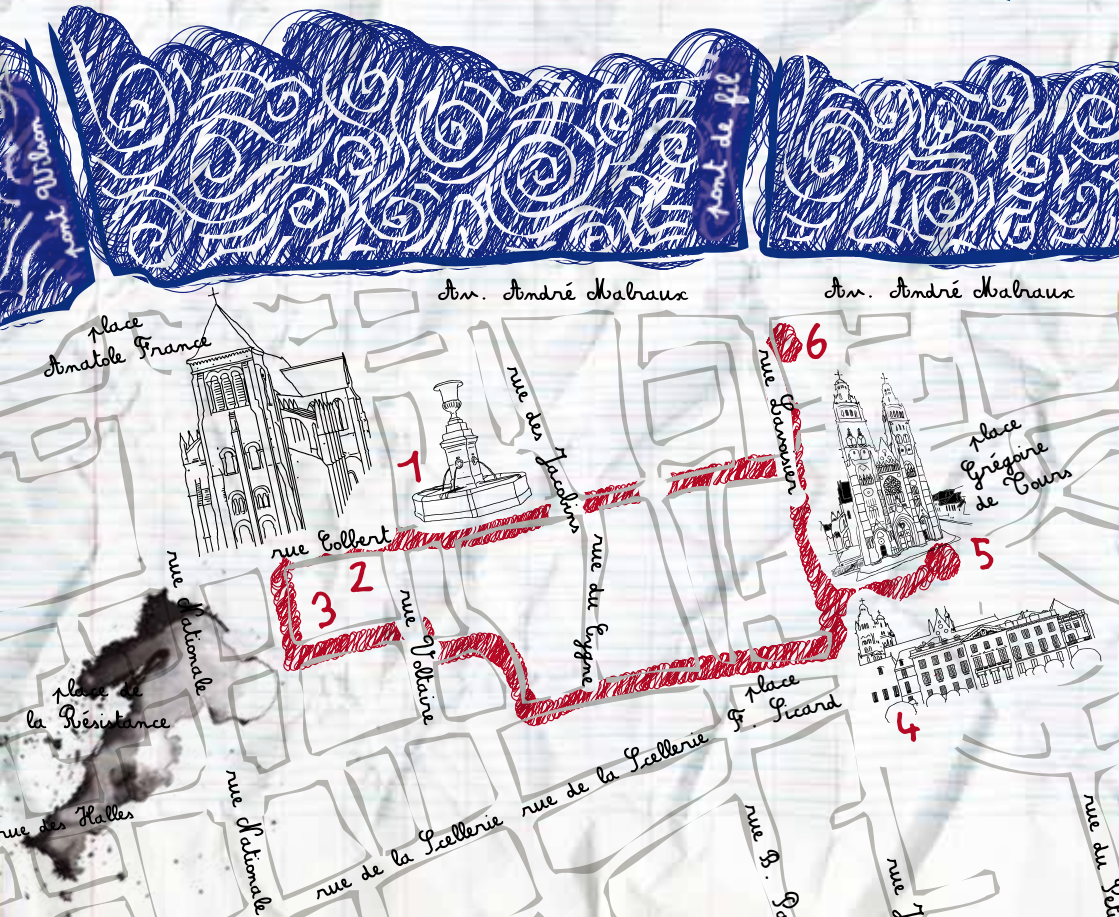 pont Wilson
pont de fil
Av. André Malraux
Av. André Malraux
place
Anatole France
6
rue des Jacobins
rue Lavoisier
place
Grégoire
de Tours
1
rue Colbert
2
3
5
rue Nationale
rue Voltaire
rue du Cygne
place de
la Résistance
place
F. Sicard
4
rue de la Scellerie
rue de la Scellerie
rue des Halles
rue Nationale
rue B.
rue
rue du